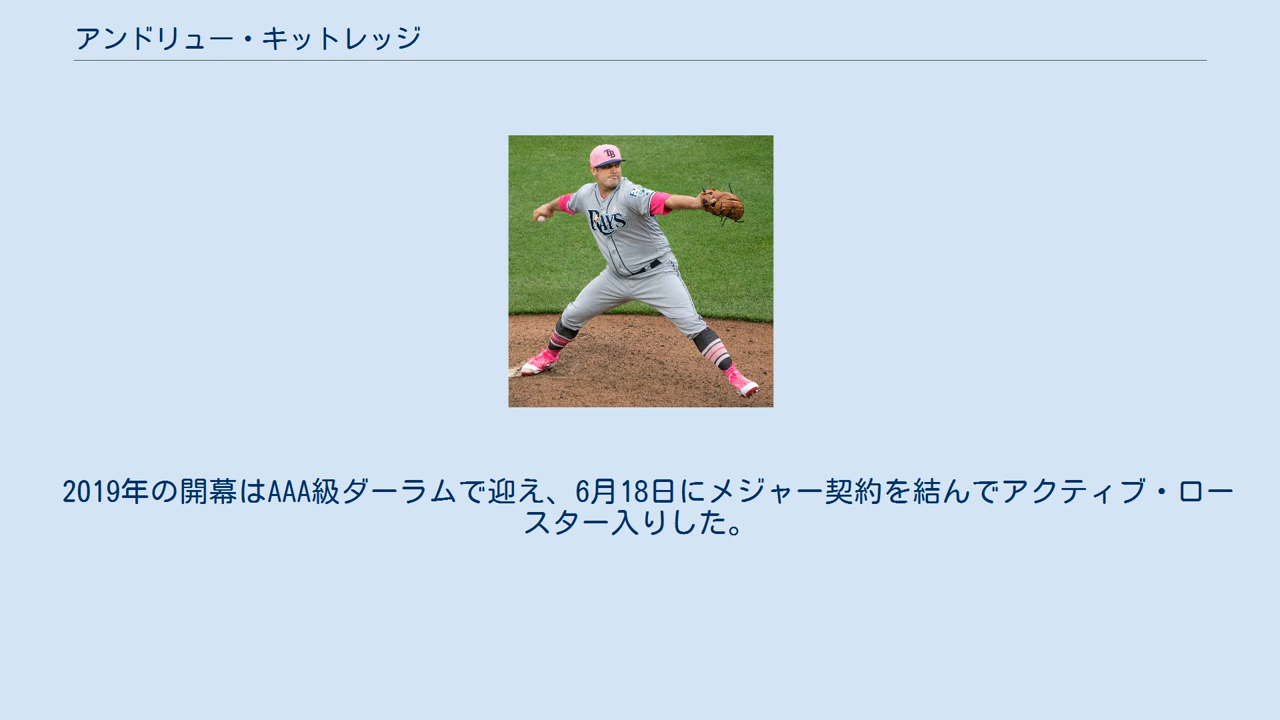 アンドリュー・キットレッジ
TB
RAYS
2019年の開幕はAAA級ダーラムで迎え、6月18日にメジャー契約を結んでアクティブ・ロー
スター入りした。